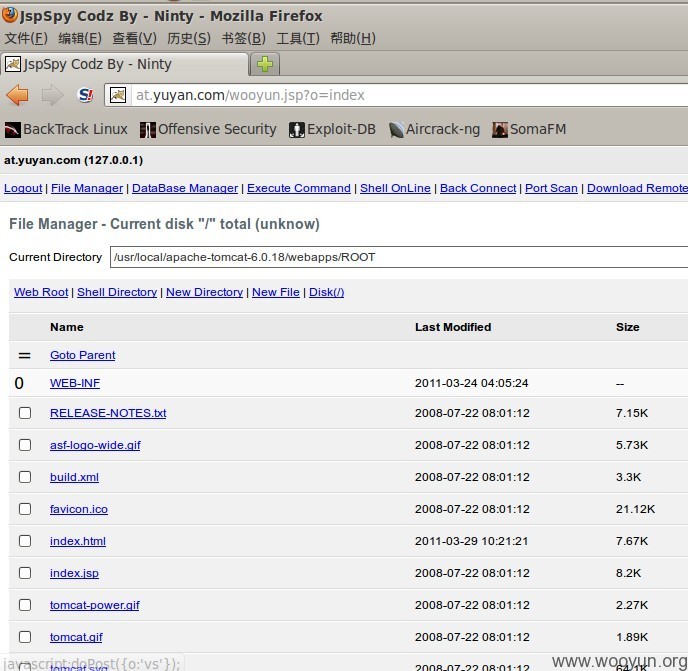 JspSpy Codz By - Ninty - Mozilla Firefox
文件(F) 编辑(E) 查看(V) 历史(S) 书签(B) 工具(T) 帮助(H)
JspSpy Codz By - Ninty
at.yuyan.com/wooyun.jsp?o=index
BackTrack Linux Offensive Security Exploit-DB Aircrack-ng SomaFM
at.yuyan.com (127.0.0.1)
Logout | File Manager | DataBase Manager | Execute Command | Shell OnLine | Back Connect | Port Scan | Download Remote
File Manager - Current disk "/" total (unknow)
Current Directory /usr/local/apache-tomcat-6.0.18/webapps/ROOT
Web Root | Shell Directory | New Directory | New File | Disk(/)
Name Last Modified Size
= Goto Parent
0 WEB-INF 2011-03-24 04:05:24 --
RELEASE-NOTES.txt 2008-07-22 08:01:12 7.15K
asf-logo-wide.gif 2008-07-22 08:01:12 5.73K
build.xml 2008-07-22 08:01:12 3.3K
favicon.ico 2008-07-22 08:01:12 21.12K
index.html 2011-03-29 10:21:21 7.67K
index.jsp 2008-07-22 08:01:12 8.2K
tomcat-power.gif 2008-07-22 08:01:12 2.27K
tomcat.gif 2008-07-22 08:01:12 1.89K
javascript:doPost({o:'vs'});
www.wooyun.org